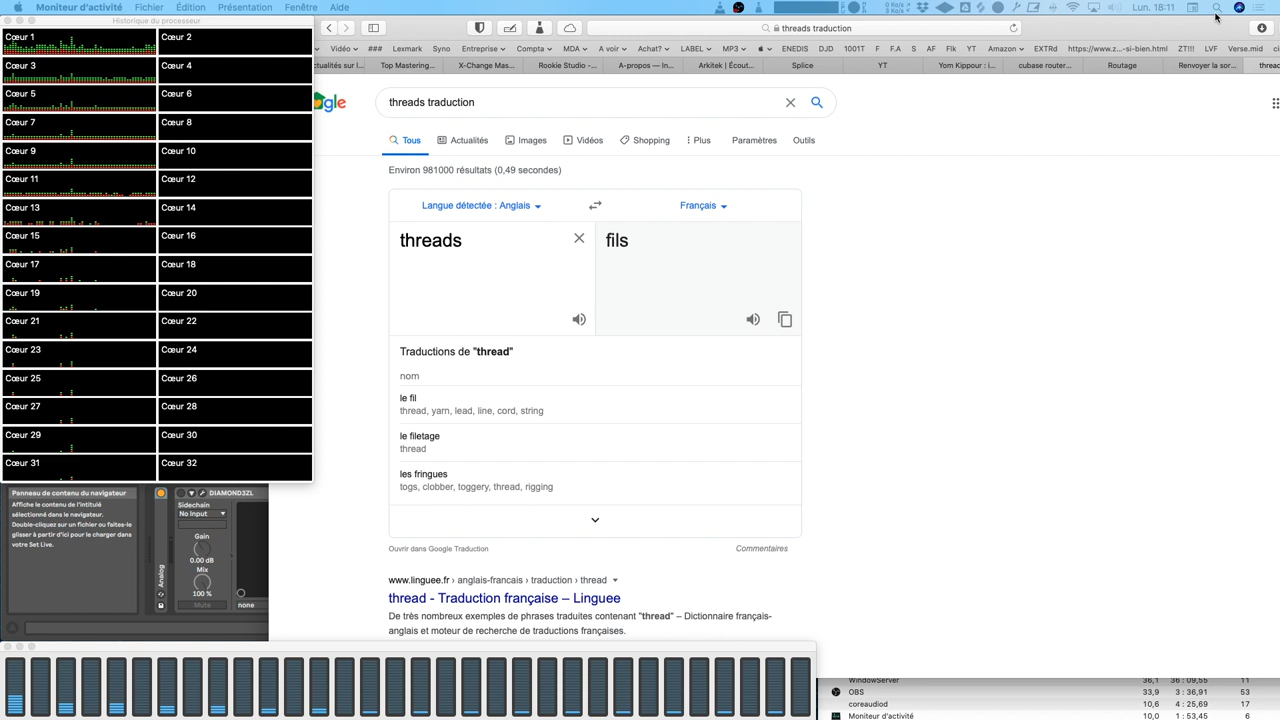 Moniteur d'activité Fichier Édition Présentation Fenêtre Aide
Lun. 18:11
Historique du processeur
Cœur 1 Cœur 2
Cœur 3 Cœur 4
Cœur 5 Cœur 6
Cœur 7 Cœur 8
Cœur 9 Cœur 10
Cœur 11 Cœur 12
Cœur 13 Cœur 14
Cœur 15 Cœur 16
Cœur 17 Cœur 18
Cœur 19 Cœur 20
Cœur 21 Cœur 22
Cœur 23 Cœur 24
Cœur 25 Cœur 26
Cœur 27 Cœur 28
Cœur 29 Cœur 30
Cœur 31 Cœur 32
threads traduction
Vidéo ### Lexmark Syno Entreprise Compta MDA A voir Achat? LABEL MP3 ENEDIS DJD 1001T F F.A S AF Flk YT Amazon EXTRd https://www.z...-si-bien.html ZT!!! LVF Verse.mid
ctualités sur l... Top Mastering... X-Change Mas... Rookie Studio -... A-propos — In... Arkitek | Écout... Splice YT Yom Kippour : i... cubase router... Routage Renvoyer la sor... threa
gle
threads traduction
Tous Actualités Images Vidéos Shopping Plus Paramètres Outils
Environ 981000 résultats (0,49 secondes)
Langue détectée : Anglais Français
threads fils
Traductions de "thread"
nom
le fil
thread, yarn, lead, line, cord, string
le filetage
thread
les fringues
togs, clobber, toggery, thread, rigging
Ouvrir dans Google Traduction Commentaires
www.linguee.fr › anglais-francais › traduction › thread
thread - Traduction française – Linguee
De très nombreux exemples de phrases traduites contenant "thread" – Dictionnaire français-
anglais et moteur de recherche de traductions françaises.
Panneau de contenu du navigateur
Affiche le contenu de l'intitulé
sélectionné dans le navigateur.
Double-cliquez sur un fichier ou faites-le
glisser à partir d'ici pour le charger dans
votre Set Live.
Analog
DIAMOND3ZL
Sidechain
No Input
Gain
0.00 dB
Mix
100 %
Mute
none
WindowServer 36,1 36:09,55 11
OBS 33,9 3:36,91 53
coreaudiod 10,6 4:23,74 6
Moniteur d'activité 10,0 1:53,45 6